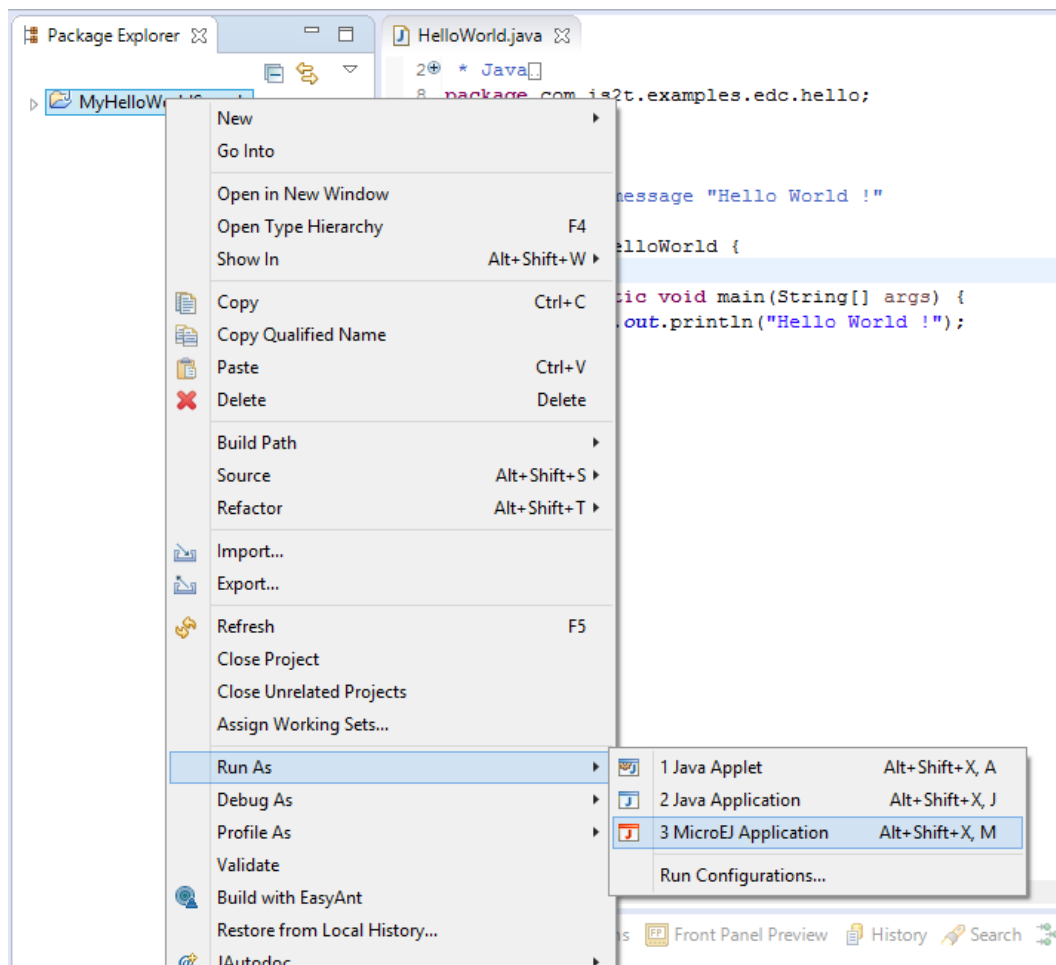 Package Explorer
HelloWorld.java
2 * Java
8 package com.is2t.examples.edc.hello;
MyHelloWo
message "Hello World !"
elloWorld {
tic void main(String[] args) {
.out.println("Hello World !");
New
Go Into
Open in New Window
Open Type Hierarchy F4
Show In Alt+Shift+W
Copy Ctrl+C
Copy Qualified Name
Paste Ctrl+V
Delete Delete
Build Path
Source Alt+Shift+S
Refactor Alt+Shift+T
Import...
Export...
Refresh F5
Close Project
Close Unrelated Projects
Assign Working Sets...
Run As
Debug As
Profile As
Validate
Build with EasyAnt
Restore from Local History...
JAutodoc
1 Java Applet Alt+Shift+X, A
2 Java Application Alt+Shift+X, J
3 MicroEJ Application Alt+Shift+X, M
Run Configurations...
ns FP Front Panel Preview History Search